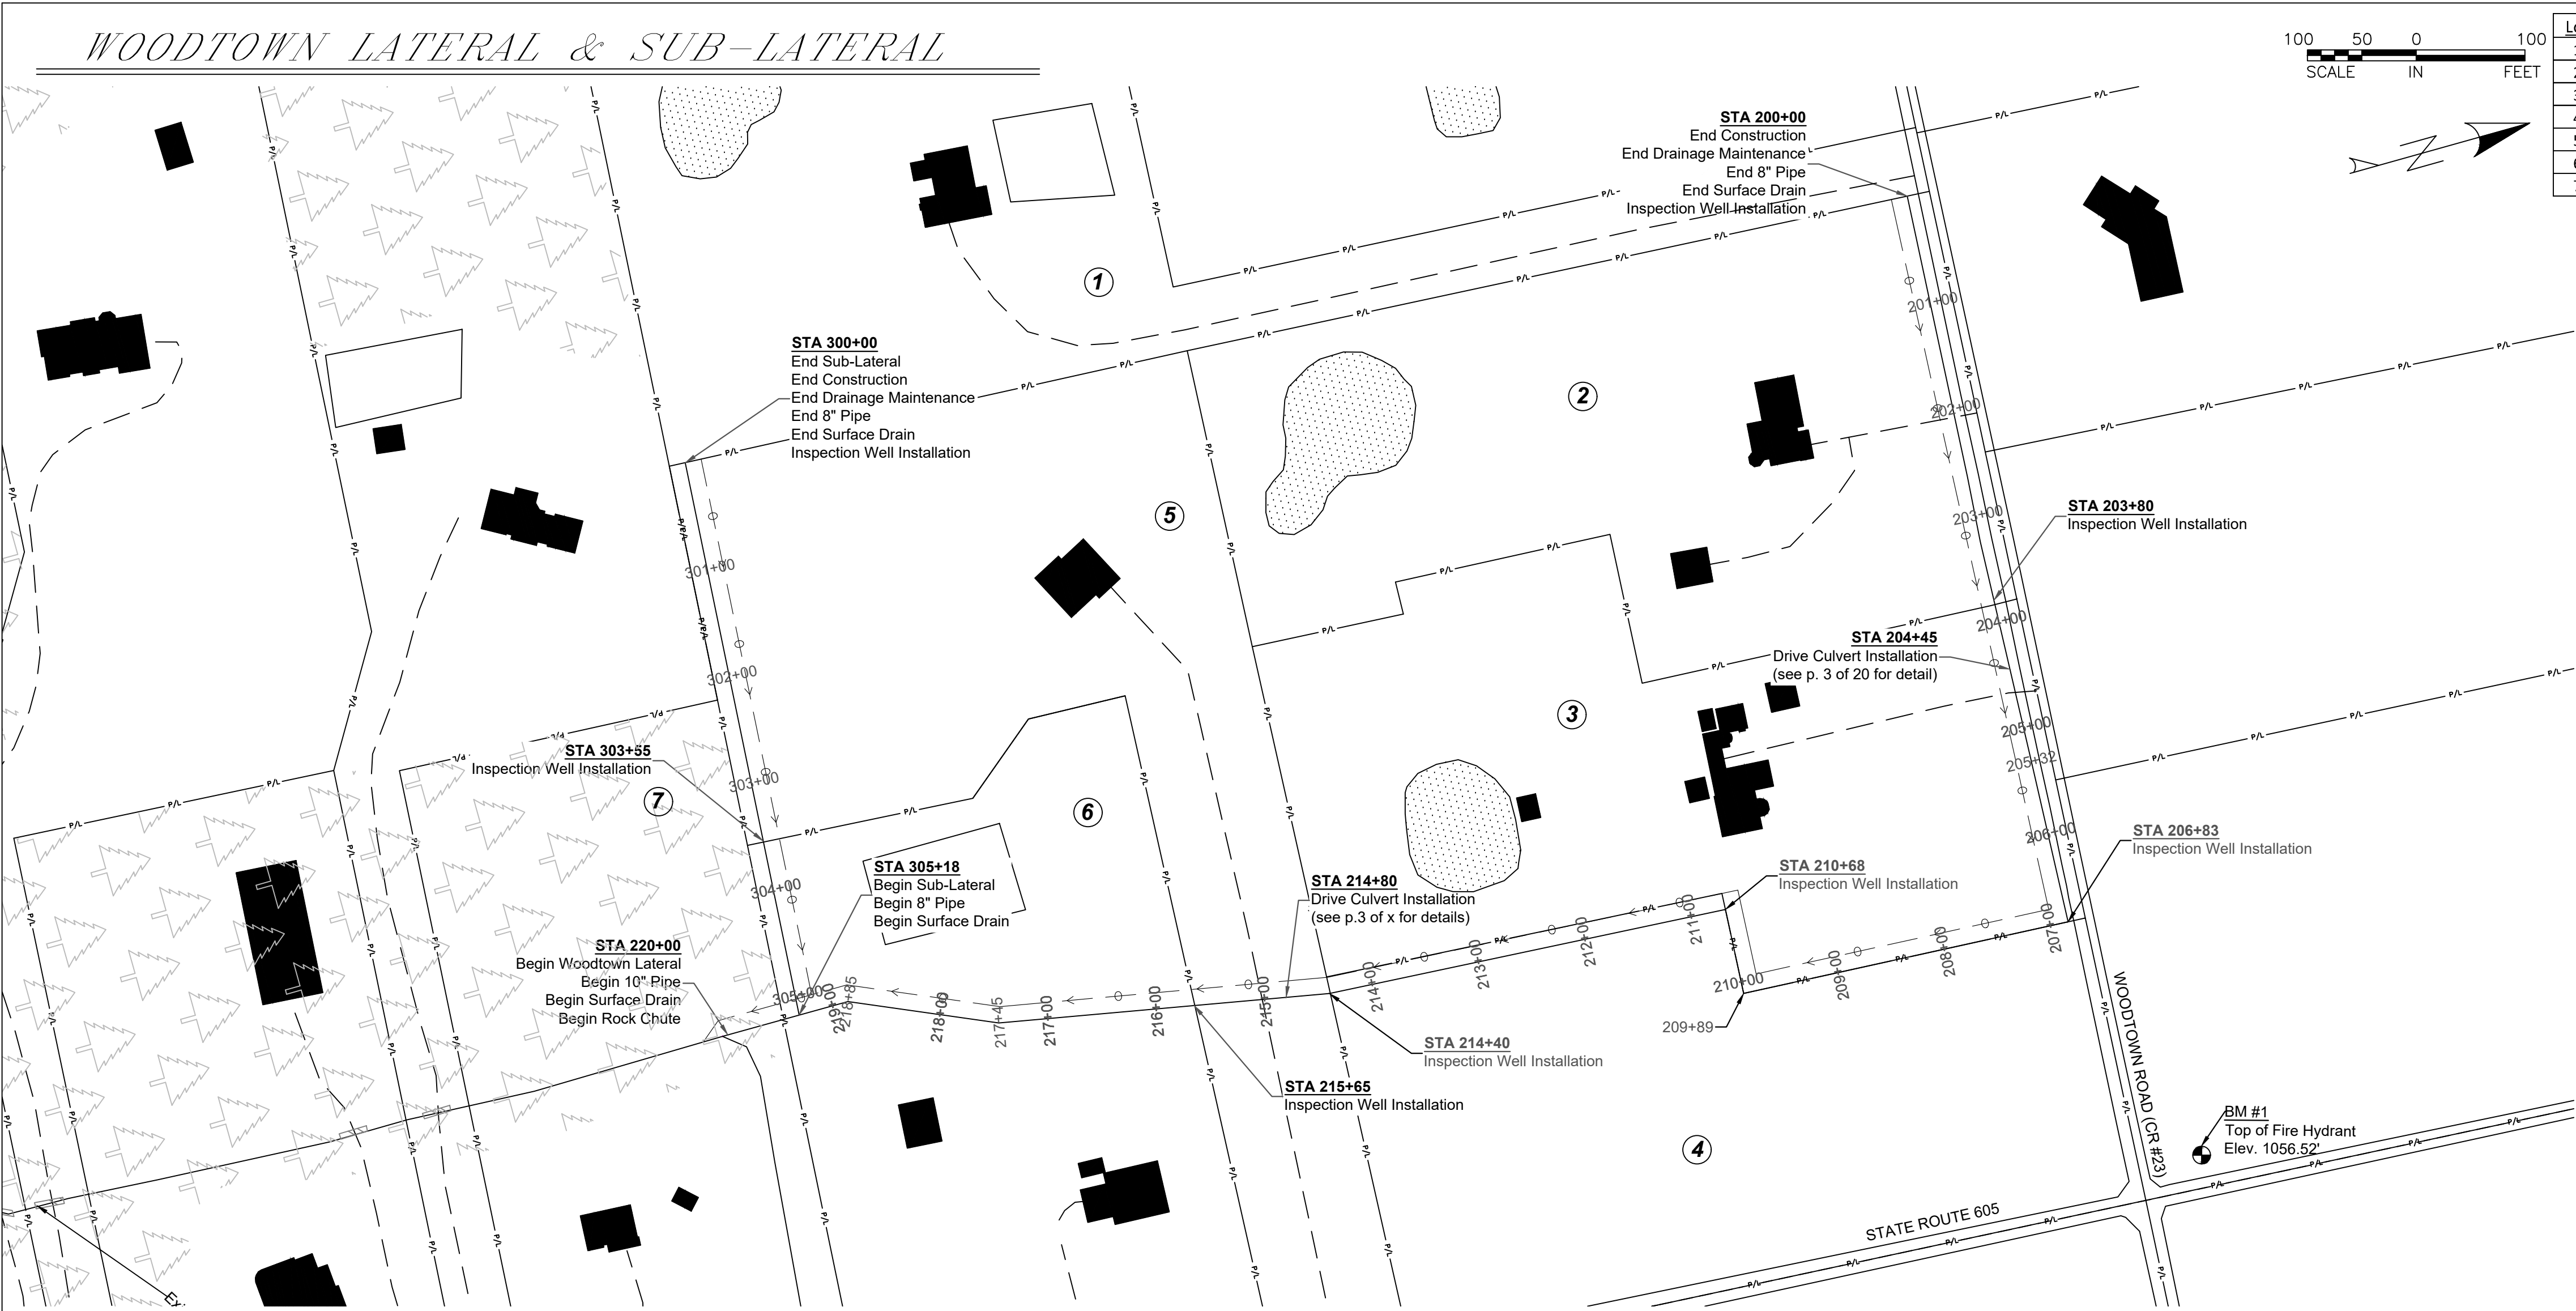 WOODTOWN LATERAL & SUB-LATERAL
100 50 0 100
SCALE IN FEET
STA 200+00
End Construction
End Drainage Maintenance
End 8" Pipe
End Surface Drain
Inspection Well Installation
1
2
3
4
5
6
7
STA 300+00
End Sub-Lateral
End Construction
End Drainage Maintenance
End 8" Pipe
End Surface Drain
Inspection Well Installation
201+00
202+00
203+00
STA 203+80
Inspection Well Installation
204+00
STA 204+45
Drive Culvert Installation
(see p. 3 of 20 for detail)
205+00
205+32
206+00
STA 206+83
Inspection Well Installation
207+00
208+00
209+00
210+00
209+89
STA 210+68
Inspection Well Installation
211+00
212+00
213+00
214+00
STA 214+40
Inspection Well Installation
STA 214+80
Drive Culvert Installation
(see p.3 of x for details)
215+00
STA 215+65
Inspection Well Installation
216+00
217+00
217+45
218+00
218+85
219+00
301+00
302+00
303+00
STA 303+55
Inspection Well Installation
304+00
305+00
STA 305+18
Begin Sub-Lateral
Begin 8" Pipe
Begin Surface Drain
STA 220+00
Begin Woodtown Lateral
Begin 10" Pipe
Begin Surface Drain
Begin Rock Chute
WOODTOWN ROAD (CR #23)
BM #1
Top of Fire Hydrant
Elev. 1056.52'
STATE ROUTE 605
P/L